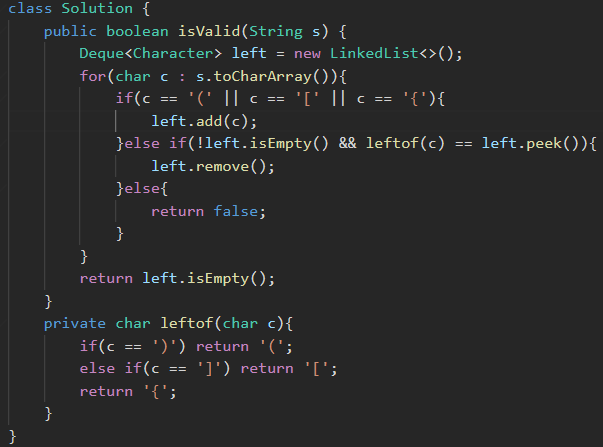 class Solution {
    public boolean isValid(String s) {
        Deque<Character> left = new LinkedList<>();
        for(char c : s.toCharArray()){
            if(c == '(' || c == '[' || c == '{'){
                left.add(c);
            }else if(!left.isEmpty() && leftof(c) == left.peek()){
                left.remove();
            }else{
                return false;
            }
        }
        return left.isEmpty();
    }
    private char leftof(char c){
        if(c == ')') return '(';
        else if(c == ']') return '[';
        return '{';
    }
}